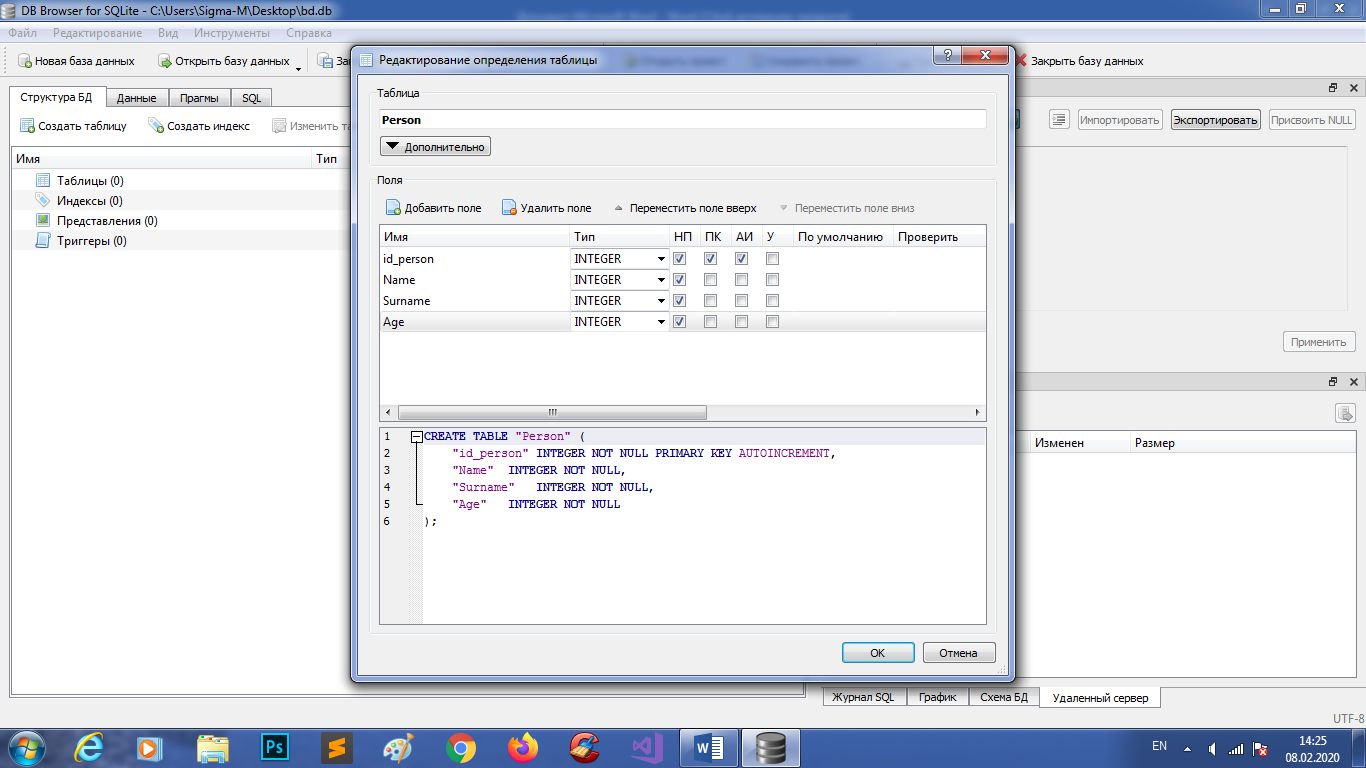 DB Browser for SQLite - C:\Users\Sigma-M\Desktop\bd.db
Файл Редактирование Вид Инструменты Справка
Новая база данных Открыть базу данных Закрыть базу данных
Редактирование определения таблицы
Структура БД Данные Прагмы SQL
Создать таблицу Создать индекс Изменить
Имя Тип
Таблицы (0)
Индексы (0)
Представления (0)
Триггеры (0)
Таблица
Person
Дополнительно
Поля
Добавить поле Удалить поле Переместить поле вверх Переместить поле вниз
Имя Тип НП ПК АИ У По умолчанию Проверить
id_person INTEGER
Name INTEGER
Surname INTEGER
Age INTEGER
1 CREATE TABLE "Person" (
2 "id_person" INTEGER NOT NULL PRIMARY KEY AUTOINCREMENT,
3 "Name" INTEGER NOT NULL,
4 "Surname" INTEGER NOT NULL,
5 "Age" INTEGER NOT NULL
6 );
OK Отмена
Импортировать Экспортировать Присвоить NULL
Применить
Изменен Размер
Журнал SQL График Схема БД Удаленный сервер
UTF-8
Ps
EN
14:25
08.02.2020